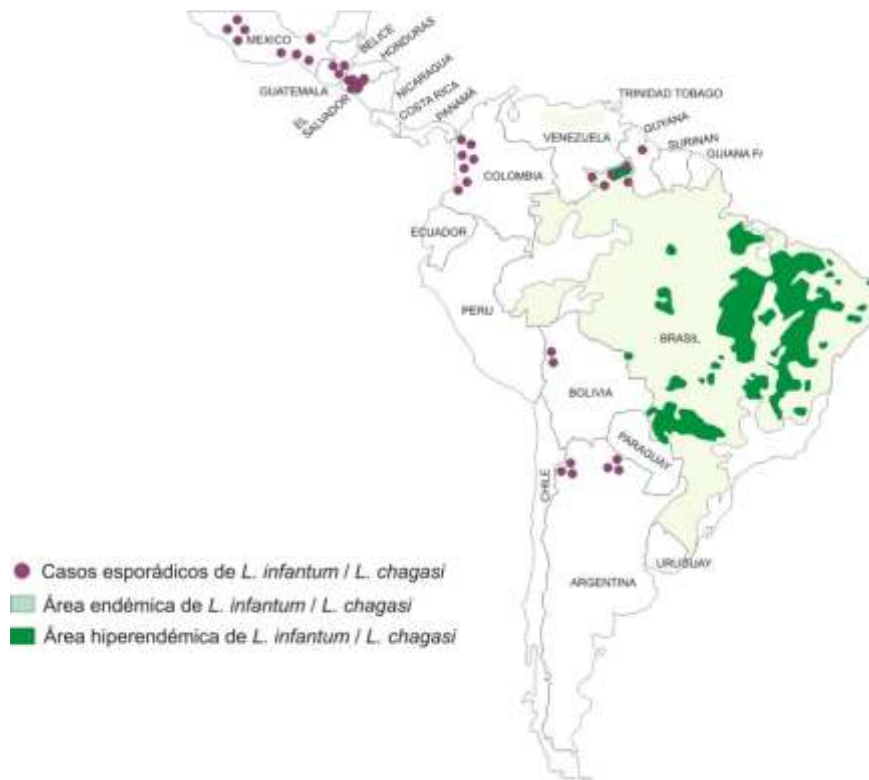 MEXICO
BELICE
HONDURAS
GUATEMALA
EL
SALVADOR
NICARAGUA
COSTA RICA
PANAMÁ
TRINIDAD TOBAGO
VENEZUELA
GUYANA
SURINAN
GUIANA F/
COLOMBIA
ECUADOR
PERU
BRASIL
BOLIVIA
PARAGUAY
CHILE
URUGUAY
ARGENTINA
Casos esporádicos de L. infantum / L. chagasi
Área endémica de L. infantum / L. chagasi
Área hiperendémica de L. infantum / L. chagasi